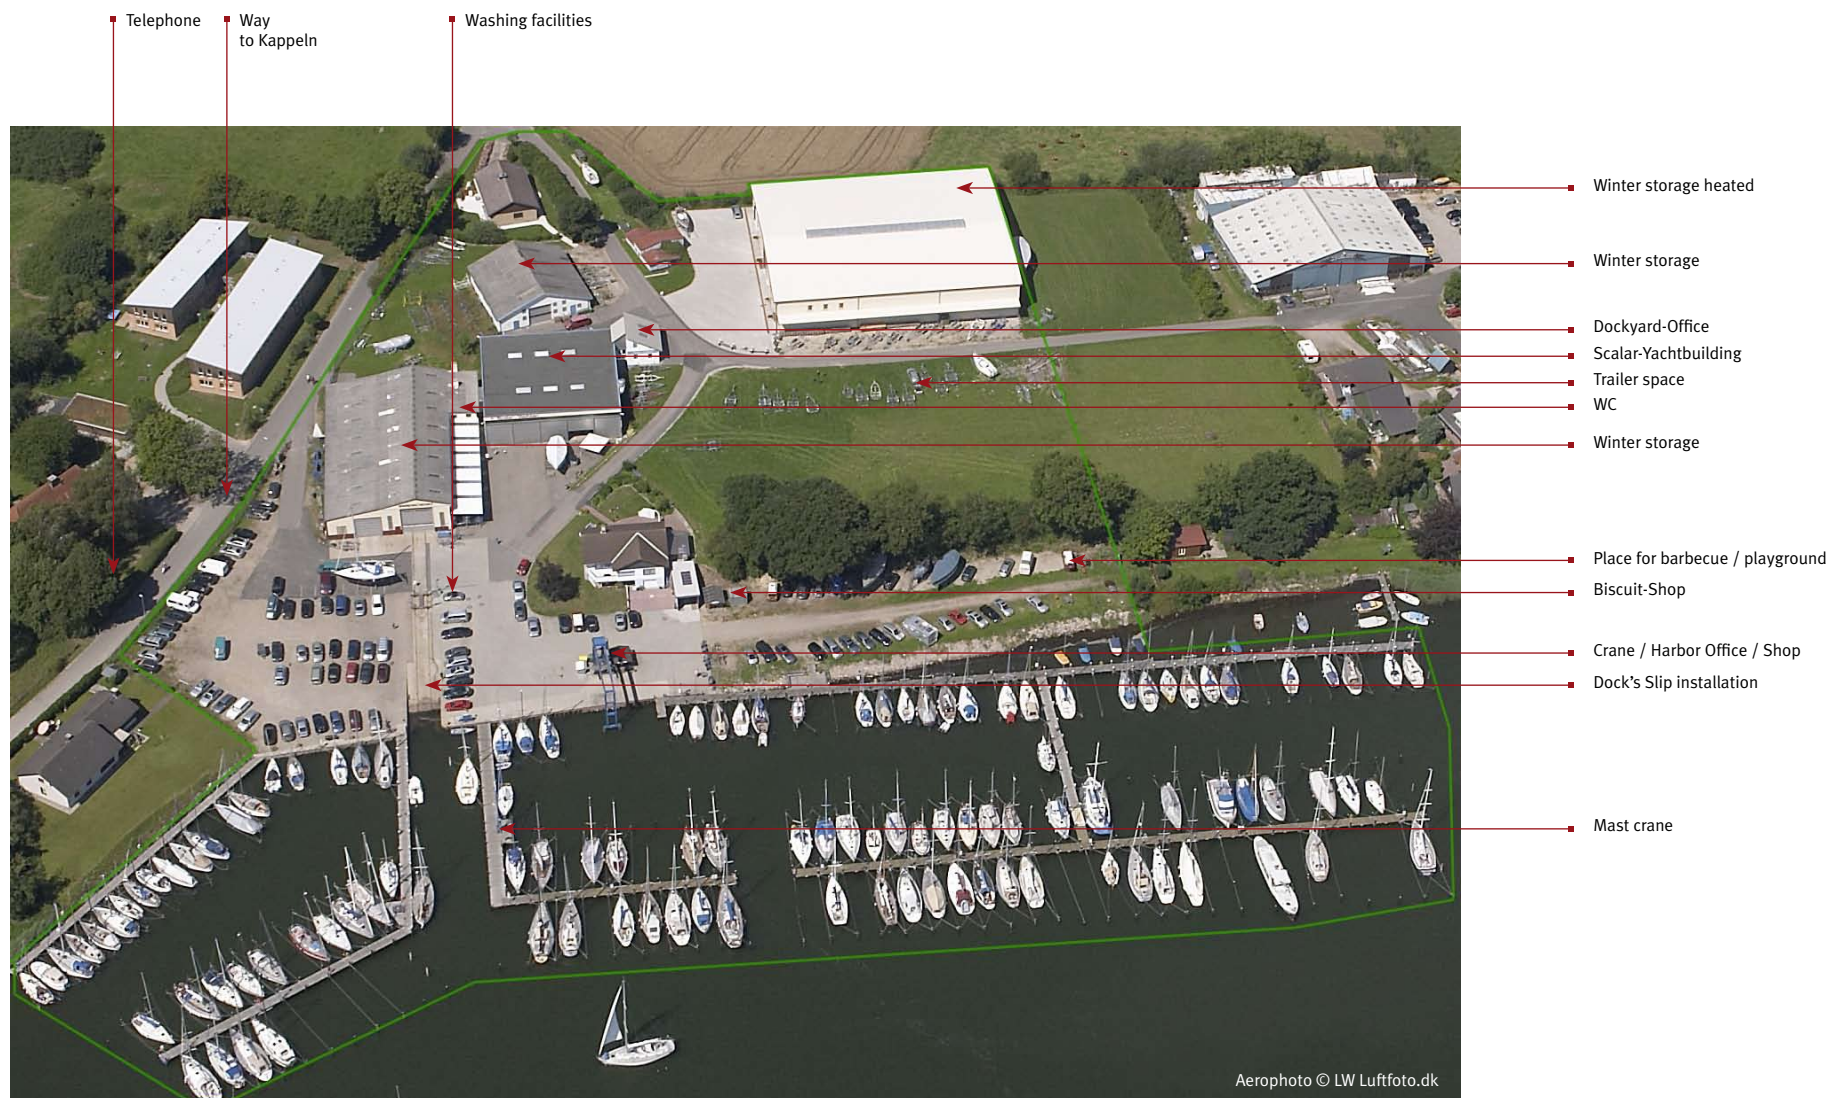 Telephone
Way
to Kappeln
Washing facilities
Winter storage heated
Winter storage
Dockyard-Office
Scalar-Yachtbuilding
Trailer space
WC
Winter storage
Place for barbecue / playground
Biscuit-Shop
Crane / Harbor Office / Shop
Dock's Slip installation
Mast crane
Aerophoto © LW Luftfoto.dk